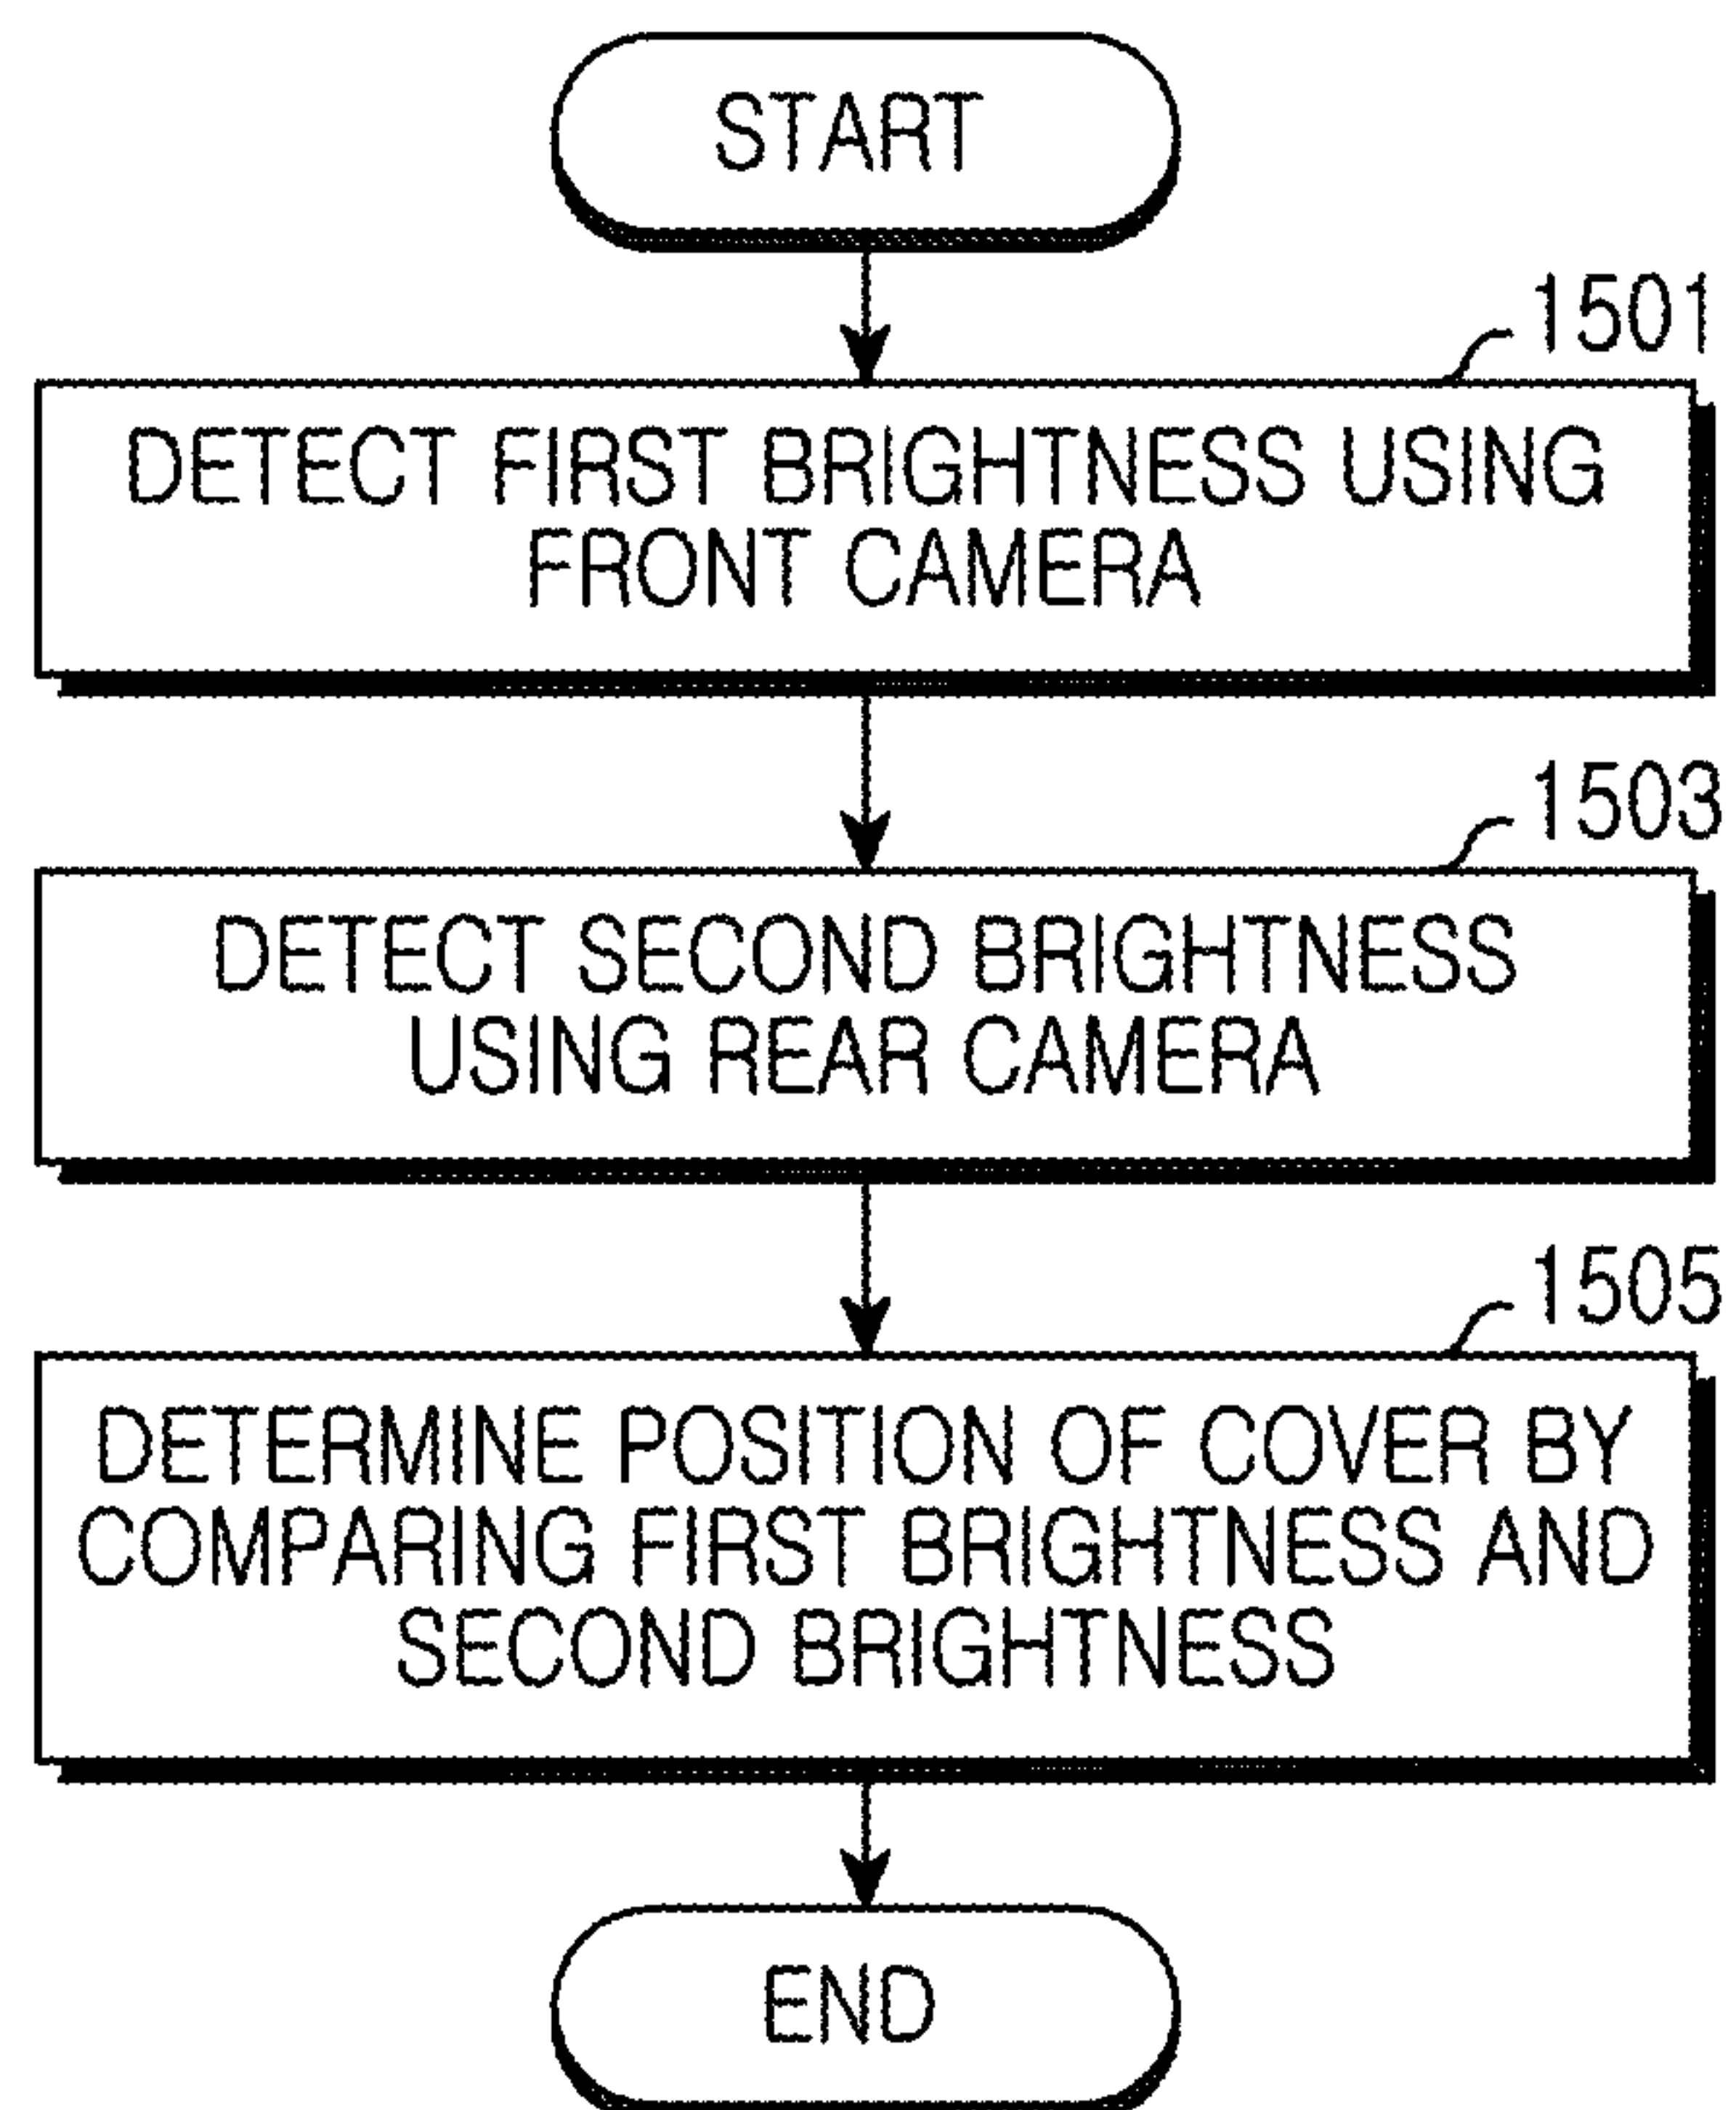 START
1501
DETECT FIRST BRIGHTNESS USING
FRONT CAMERA
1503
DETECT SECOND BRIGHTNESS
USING REAR CAMERA
1505
DETERMINE POSITION OF COVER BY
COMPARING FIRST BRIGHTNESS AND
SECOND BRIGHTNESS
END